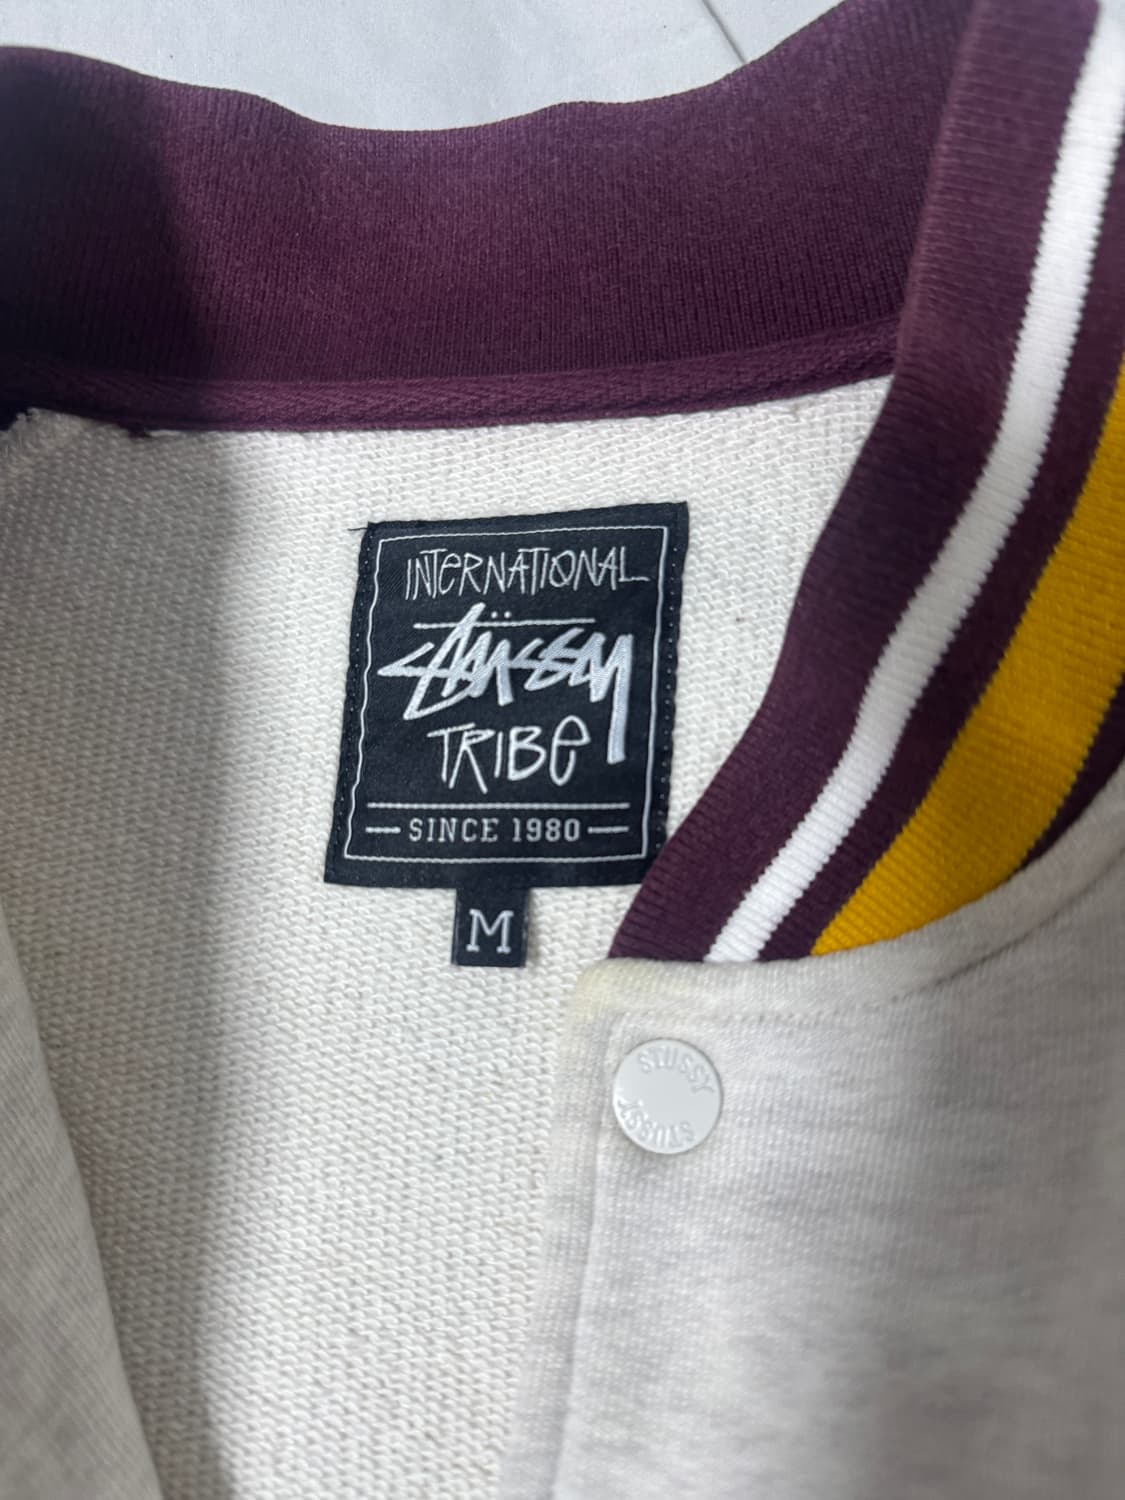 INTERNATIONAL
STÜSSY
TRIBE
SINCE 1980
M
STUSSY
STUSSY